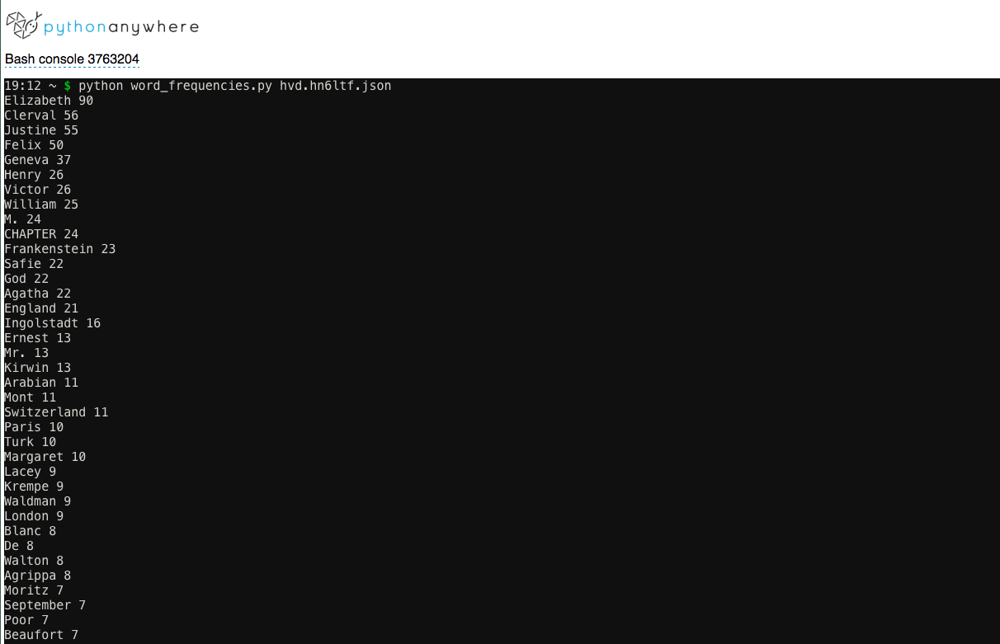 pythonanywhere
Bash console 3763204
19:12 ~ $ python word_frequencies.py hvd.hn6ltf.json
Elizabeth 90
Clerval 56
Justine 55
Felix 50
Geneva 37
Henry 26
Victor 26
William 25
M. 24
CHAPTER 24
Frankenstein 23
Safie 22
God 22
Agatha 22
England 21
Ingolstadt 16
Ernest 13
Mr. 13
Kirwin 13
Arabian 11
Mont 11
Switzerland 11
Paris 10
Turk 10
Margaret 10
Lacey 9
Krempe 9
Waldman 9
London 9
Blanc 8
De 8
Walton 8
Agrippa 8
Moritz 7
September 7
Poor 7
Beaufort 7